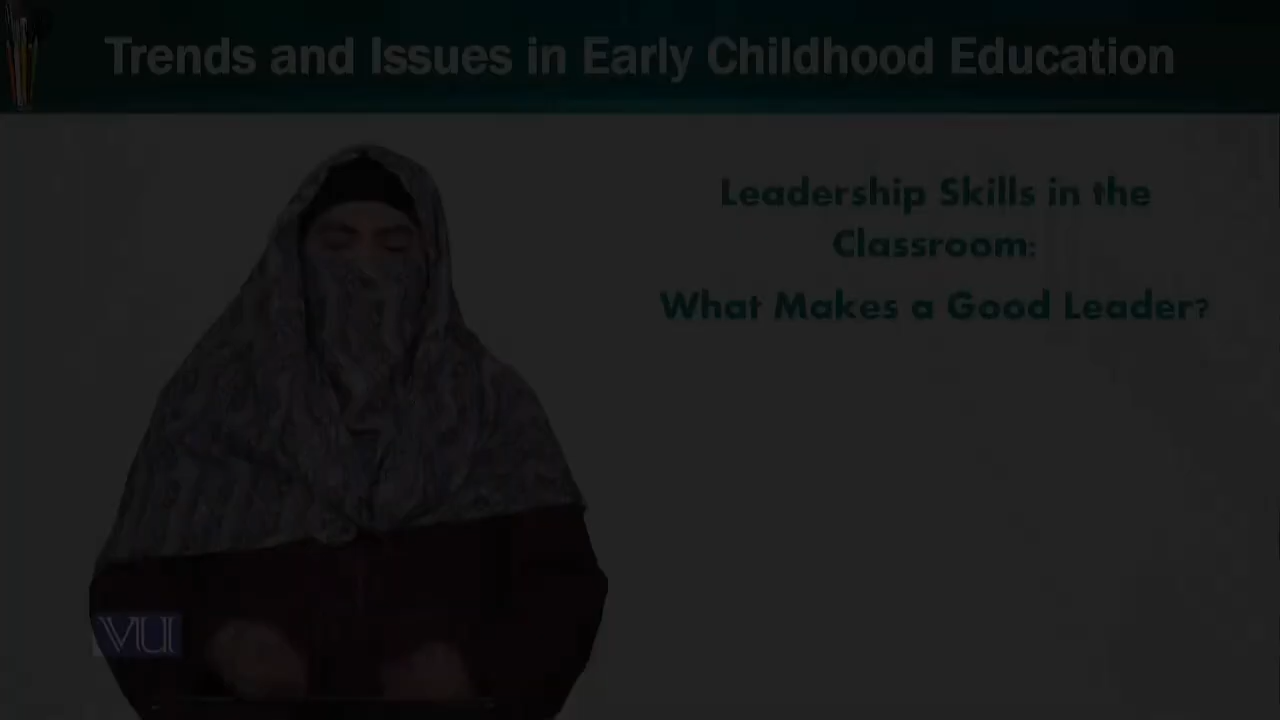 Trends and Issues in Early Childhood Education
Leadership Skills in the
Classroom:
What Makes a Good Leader?
VU